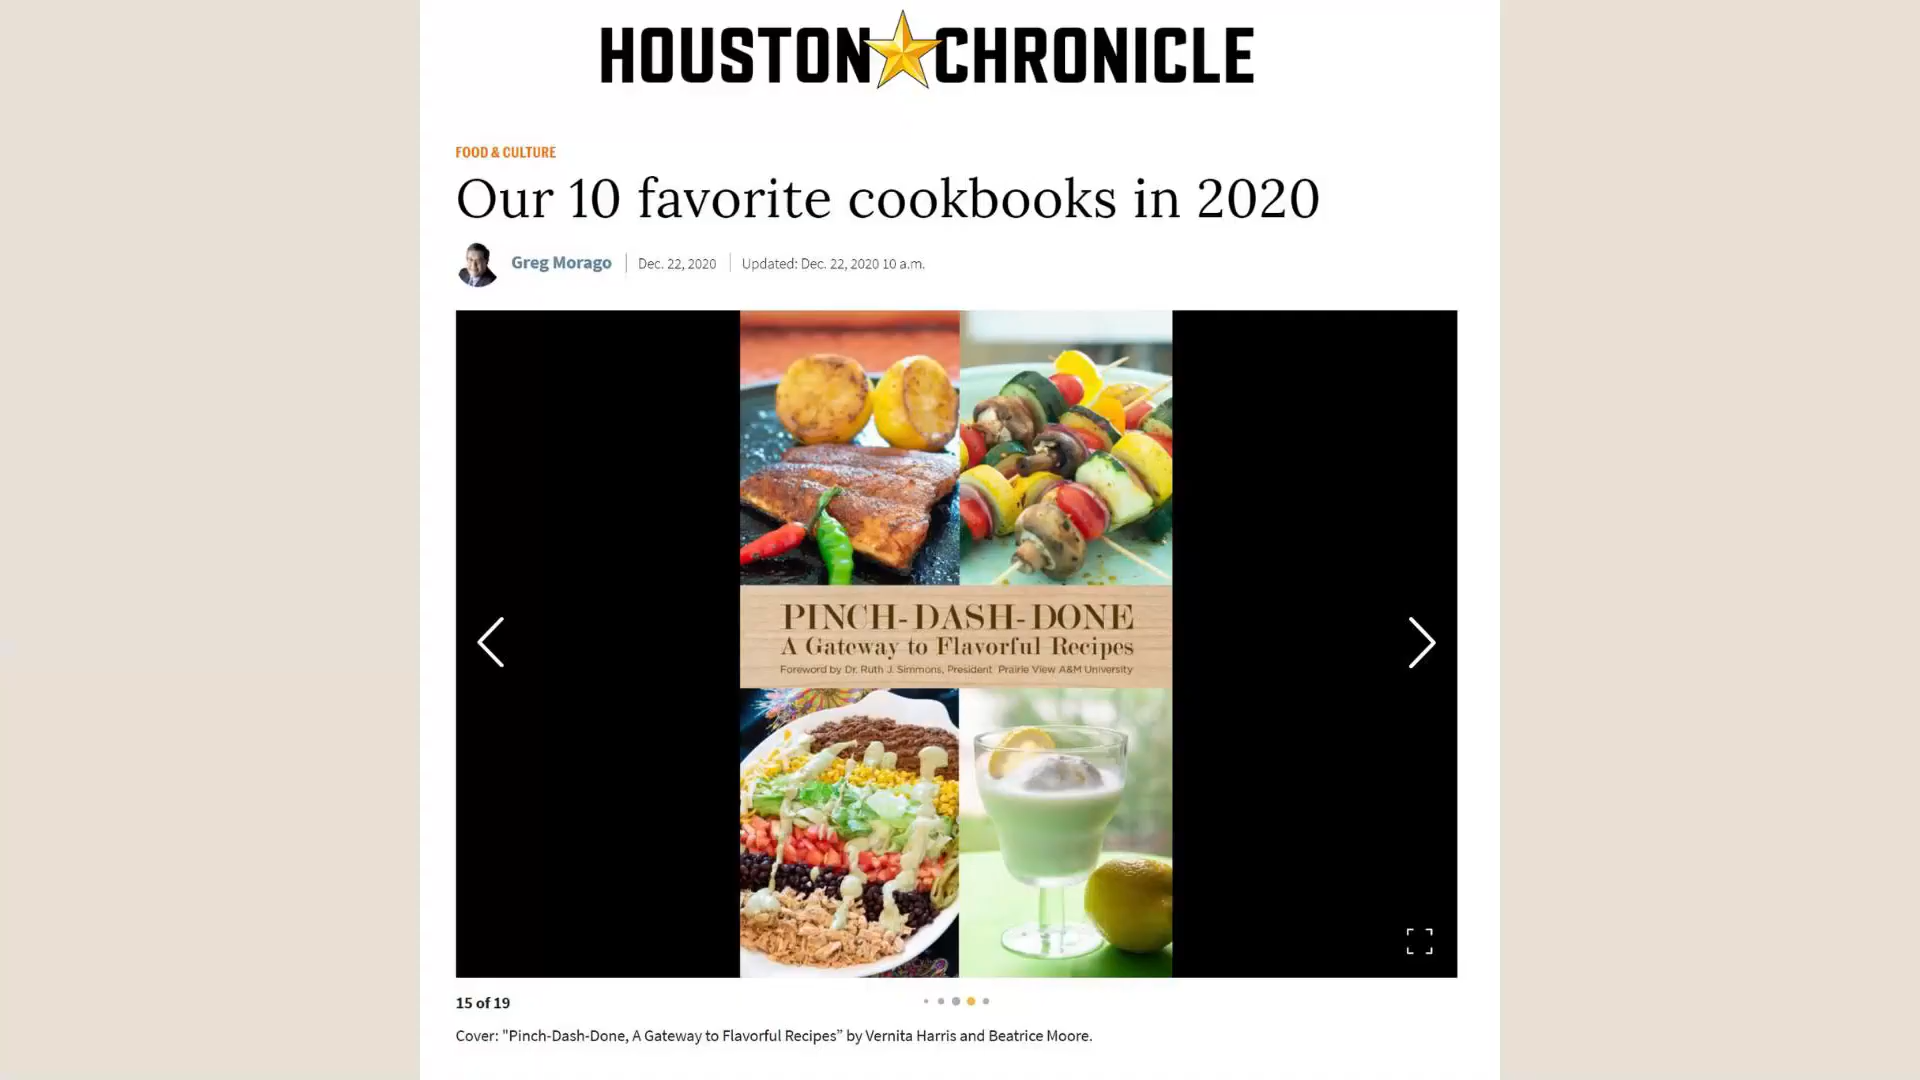 HOUSTON CHRONICLE
FOOD & CULTURE
Our 10 favorite cookbooks in 2020
Greg Morago | Dec. 22, 2020 | Updated: Dec. 22, 2020 10 a.m.
PINCH-DASH-DONE
A Gateway to Flavorful Recipes
Foreword by Dr. Ruth J. Simmons, President Prairie View A&M University
15 of 19
Cover: "Pinch-Dash-Done, A Gateway to Flavorful Recipes” by Vernita Harris and Beatrice Moore.